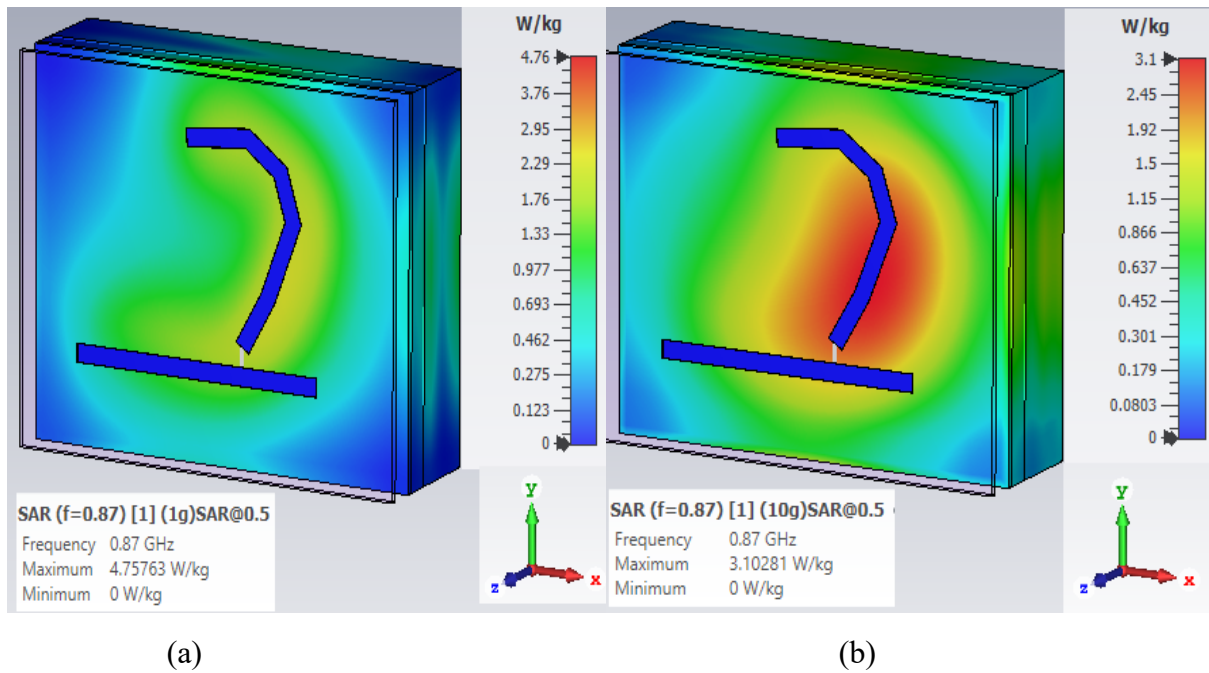 W/kg
4.76
3.76
2.95
2.29
1.76
1.33
0.977
0.693
0.462
0.275
0.123
0
SAR (f=0.87) [1] (1g)SAR@0.5
Frequency 0.87 GHz
Maximum 4.75763 W/kg
Minimum 0 W/kg
y
z
x
(a)
W/kg
3.1
2.45
1.92
1.5
1.15
0.866
0.637
0.452
0.301
0.179
0.0803
0
SAR (f=0.87) [1] (10g)SAR@0.5
Frequency 0.87 GHz
Maximum 3.10281 W/kg
Minimum 0 W/kg
y
z
x
(b)